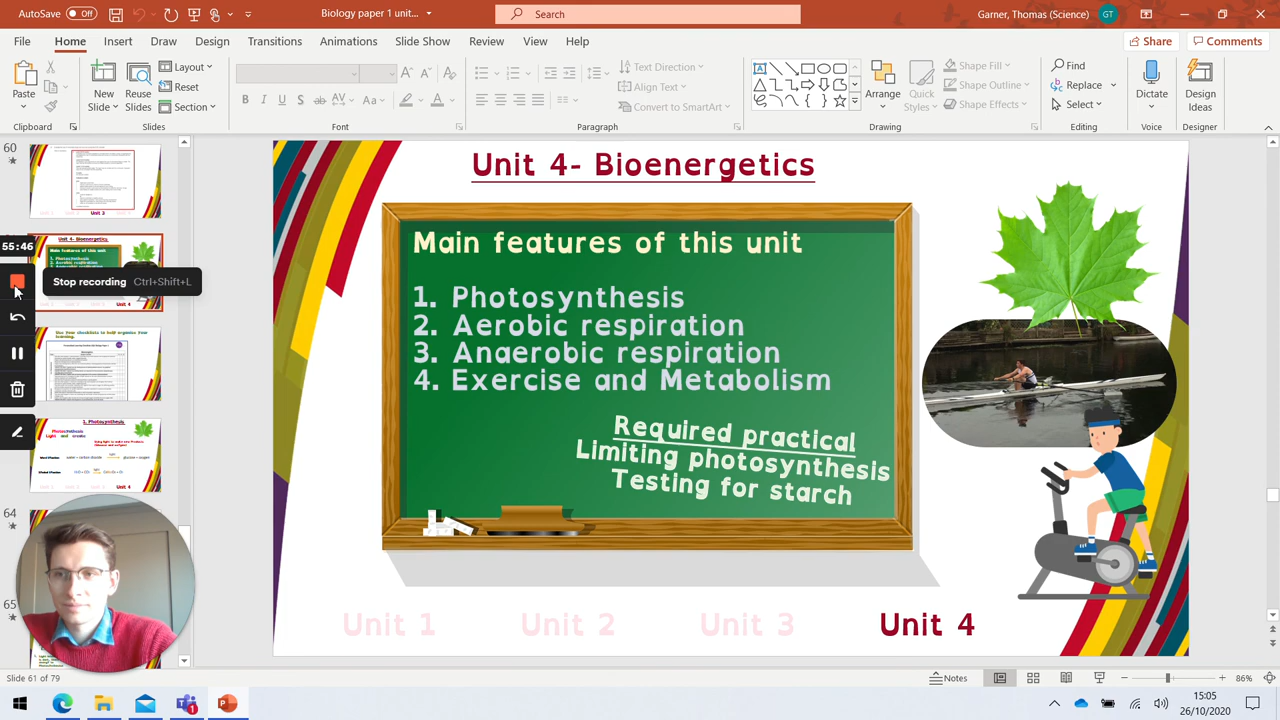 AutoSave
Off
Biology paper 1 unit...
Search
Garner, Thomas (Science)
GT
File
Home
Insert
Draw
Design
Transitions
Animations
Slide Show
Review
View
Help
Share
Comments
Paste
New
Slide
Reuse
Slides
Layout
Reset
Section
Text Direction
Align Text
Convert to SmartArt
Arrange
Quick
Styles
Shape Fill
Shape Outline
Shape Effects
Find
Replace
Select
Dictate
Design
Ideas
Clipboard
Slides
Font
Paragraph
Drawing
Editing
Voice
Designer
60
55:46
Stop recording Ctrl+Shift+L
64
65
Unit 4- Bioenergetics
Main features of this unit
1. Photosynthesis
2. Aerobic respiration
3. Anaerobic respiration
4. Exercise and Metabolism
Required practical
Limiting photosynthesis
Testing for starch
Unit 1
Unit 2
Unit 3
Unit 4
Slide 61 of 79
Notes
86%
15:05
26/10/2020